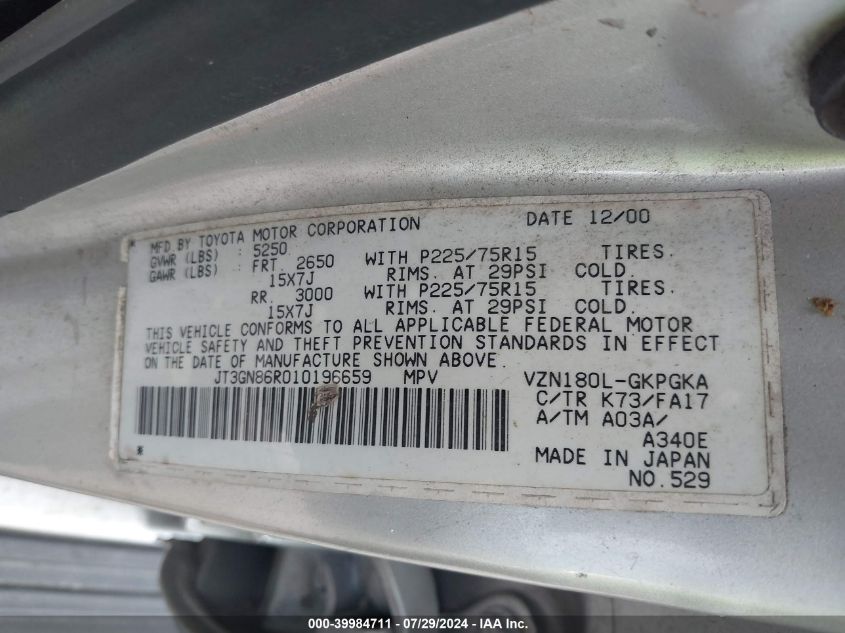 * MFD.BY TOYOTA MOTOR CORPORATION DATE 12/00
GVWR (LBS) : 5250
GAWR (LBS) : FRT. 2650 WITH P225/75R15 TIRES.
15X7J RIMS. AT 29PSI COLD.
RR. 3000 WITH P225/75R15 TIRES.
15X7J RIMS. AT 29PSI COLD.
THIS VEHICLE CONFORMS TO ALL APPLICABLE FEDERAL MOTOR
VEHICLE SAFETY AND THEFT PREVENTION STANDARDS IN EFFECT
ON THE DATE OF MANUFACTURE SHOWN ABOVE.
JT3GN86R010196659 MPV VZN180L-GKPGKA
C/TR K73/FA17
A/TM A03A/
A340E
* MADE IN JAPAN
NO.529
000-39984711 - 07/29/2024 - IAA Inc.